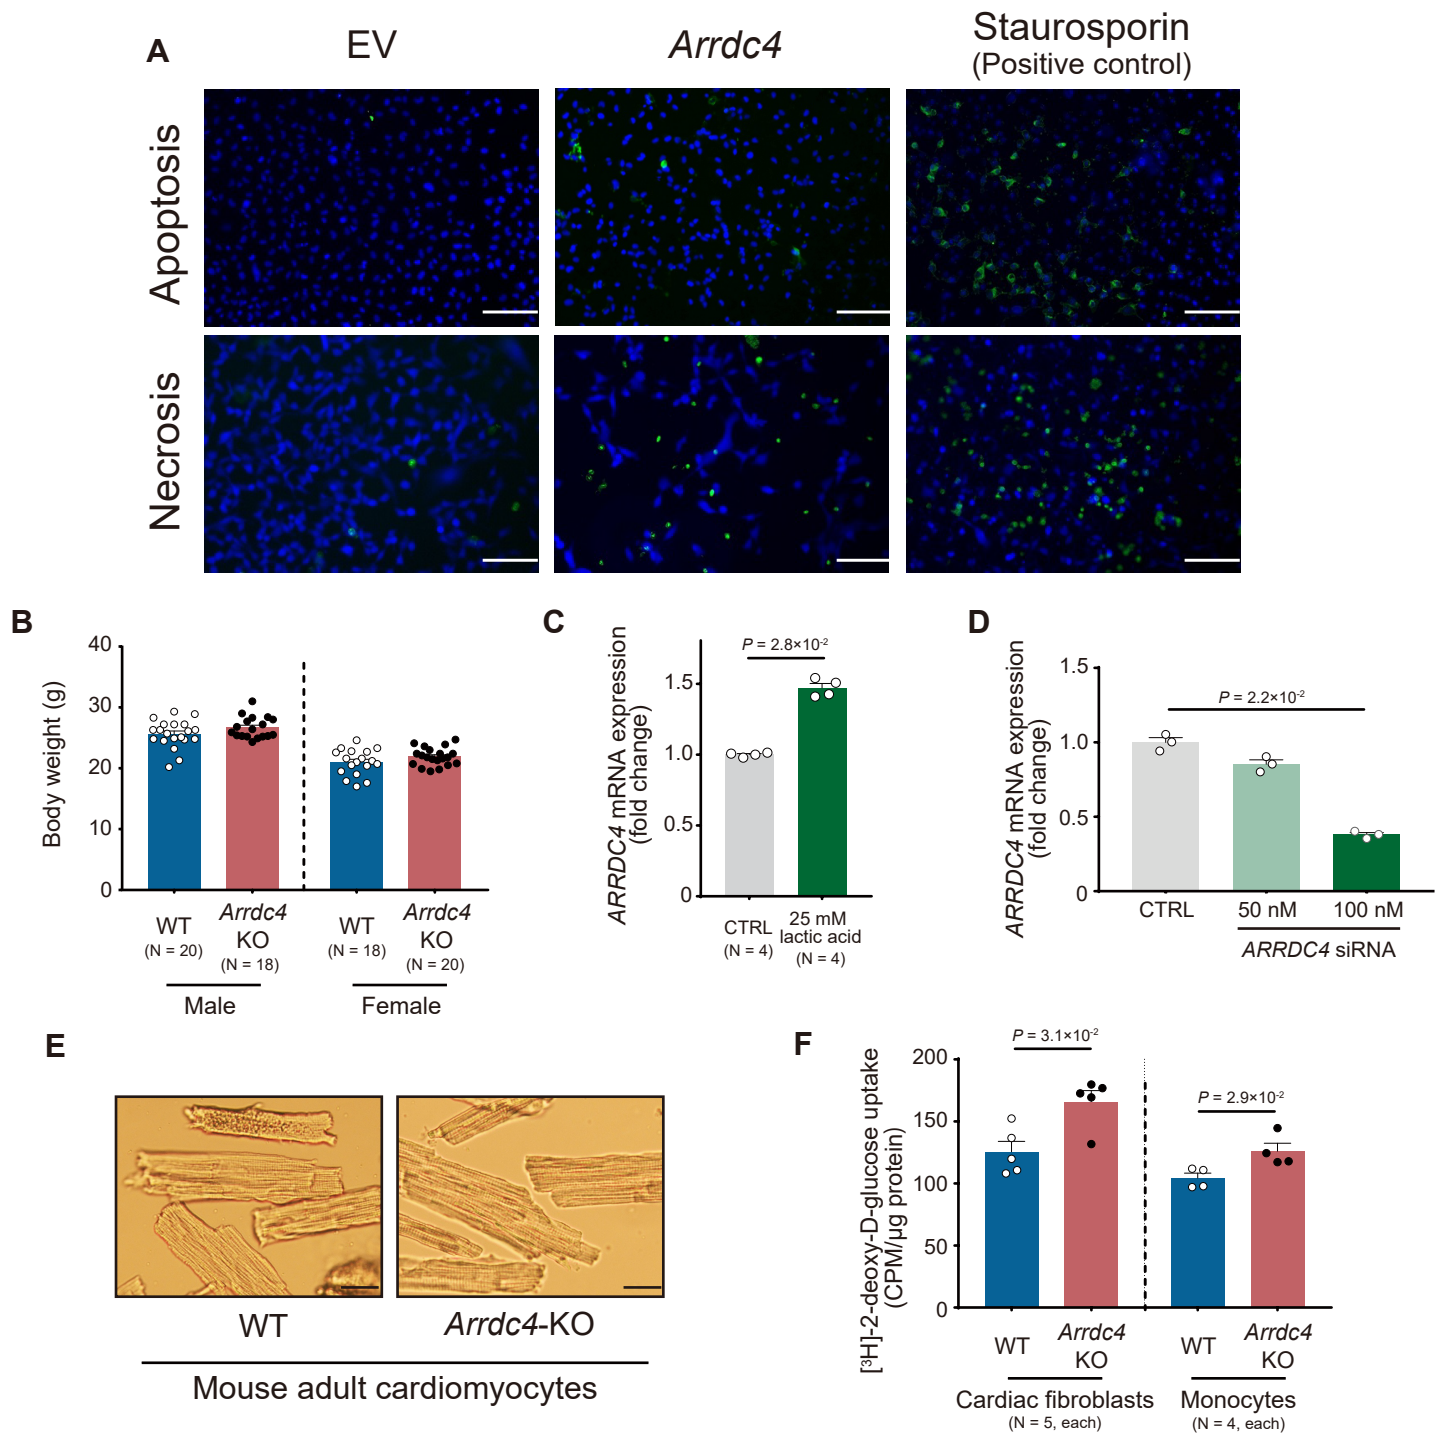 A
EV
Arrdc4
Staurosporin
(Positive control)
Apoptosis
Necrosis
B
Body weight (g)
40
30
20
10
0
WT
(N = 20)
Arrdc4
KO
(N = 18)
WT
(N = 18)
Arrdc4
KO
(N = 20)
Male
Female
C
ARRDC4 mRNA expression
(fold change)
P = 2.8×10-2
1.5
1.0
0.5
0
CTRL
(N = 4)
25 mM
lactic acid
(N = 4)
D
ARRDC4 mRNA expression
(fold change)
1.5
1.0
0.5
0
P = 2.2×10-2
CTRL
50 nM
100 nM
ARRDC4 siRNA
E
WT
Arrdc4-KO
Mouse adult cardiomyocytes
F
[3H]-2-deoxy-D-glucose uptake
(CPM/µg protein)
200
150
100
50
0
P = 3.1×10-2
P = 2.9×10-2
WT
Arrdc4
KO
WT
Arrdc4
KO
Cardiac fibroblasts
(N = 5, each)
Monocytes
(N = 4, each)